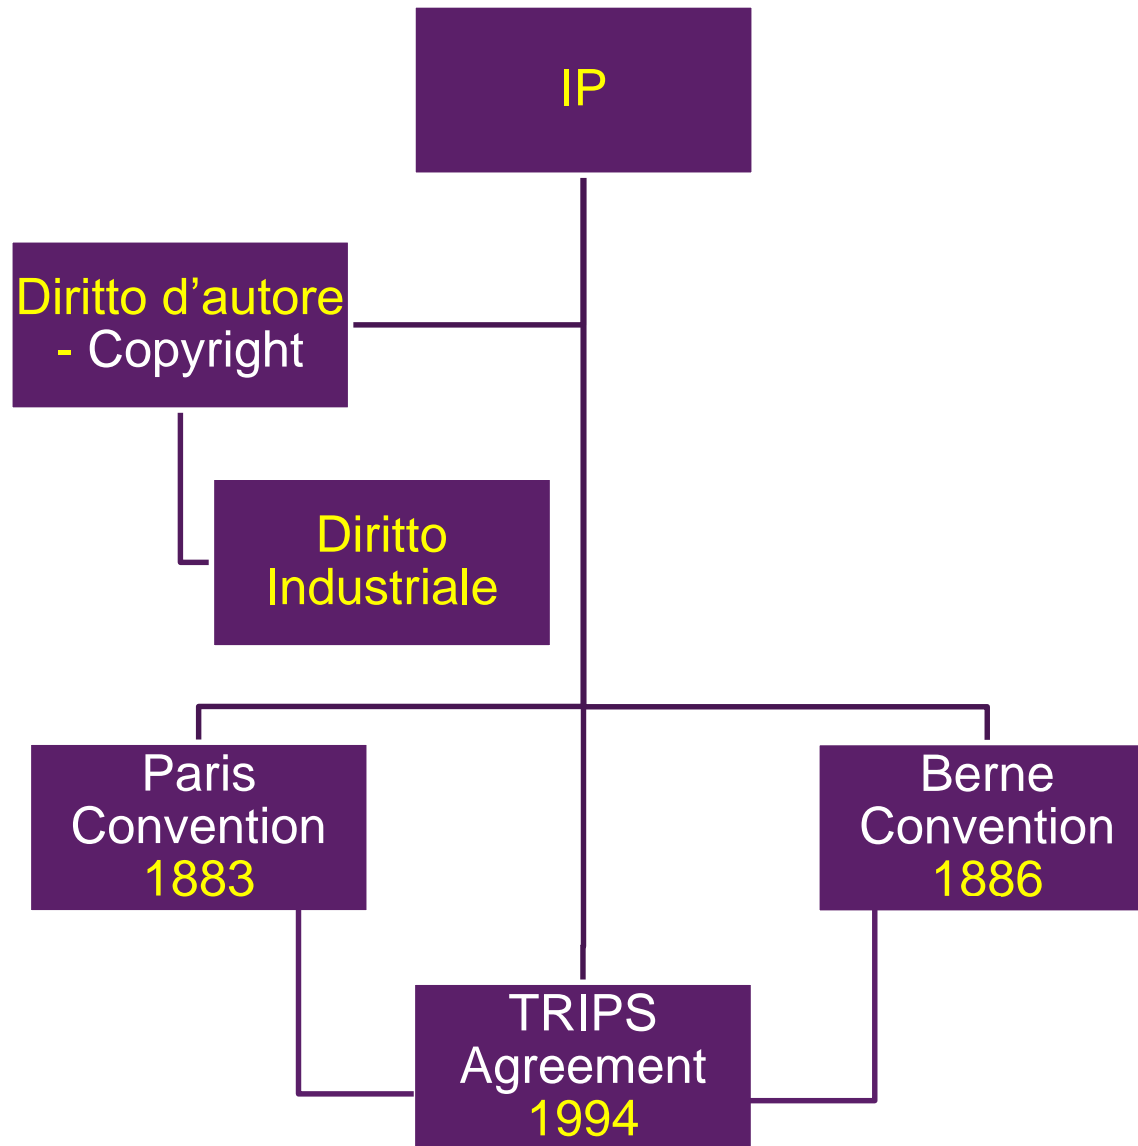 IP
Diritto d’autore
- Copyright
Diritto
Industriale
Paris
Convention
1883
Berne
Convention
1886
TRIPS
Agreement
1994